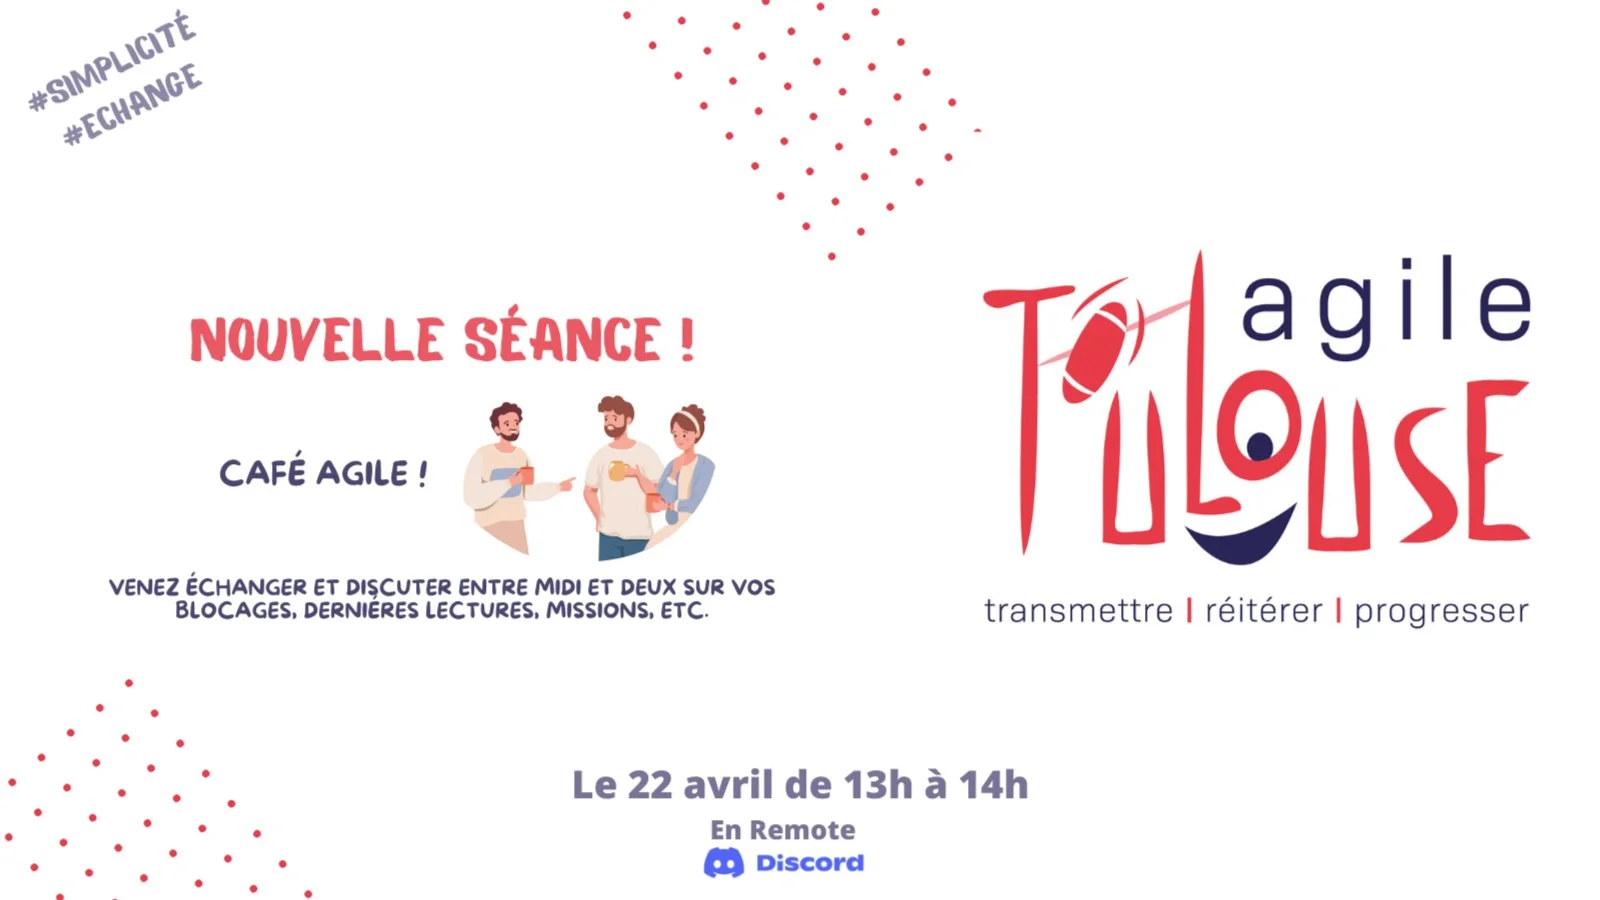 #SIMPLICITÉ
#ECHANGE
NOUVELLE SÉANCE !
CAFÉ AGILE !
VENEZ ÉCHANGER ET DISCUTER ENTRE MIDI ET DEUX SUR VOS
BLOCAGES, DERNIÉRES LECTURES, MISSIONS, ETC.
agile
TOULOUSE
transmettre | réitérer | progresser
Le 22 avril de 13h à 14h
En Remote
Discord